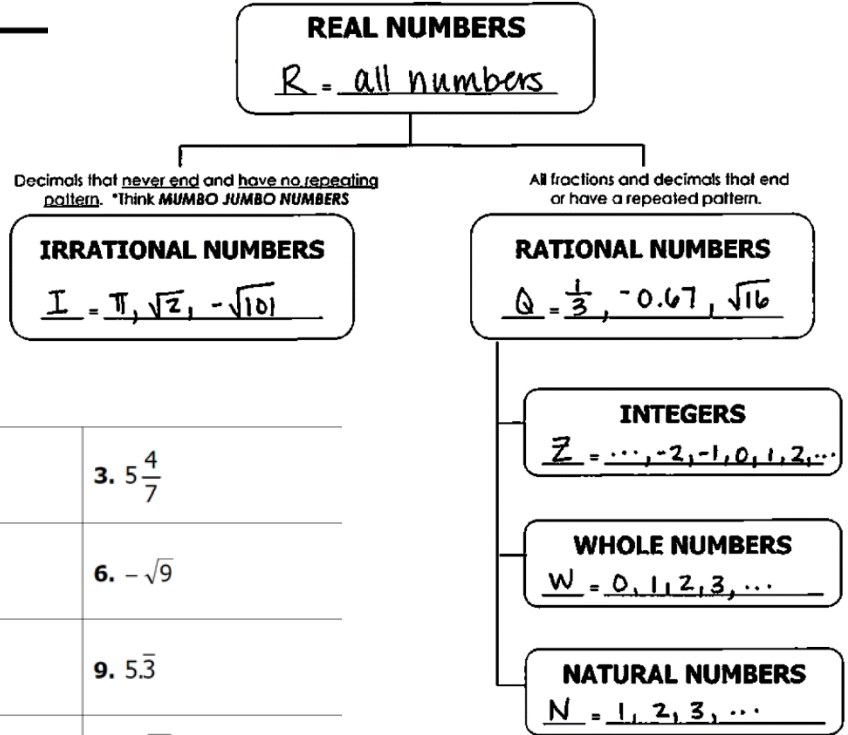 REAL NUMBERS
R = all numbers
Decimals that never end and have no repeating
pattern. *Think MUMBO JUMBO NUMBERS
All fractions and decimals that end
or have a repeated pattern.
IRRATIONAL NUMBERS
I = π, √2, -√101
RATIONAL NUMBERS
Q = 1/3, -0.67, √16
INTEGERS
Z = ..., -2, -1, 0, 1, 2, ...
WHOLE NUMBERS
W = 0, 1, 2, 3, ...
NATURAL NUMBERS
N = 1, 2, 3, ...
3. 5 4/7
6. -√9
9. 5.3̅